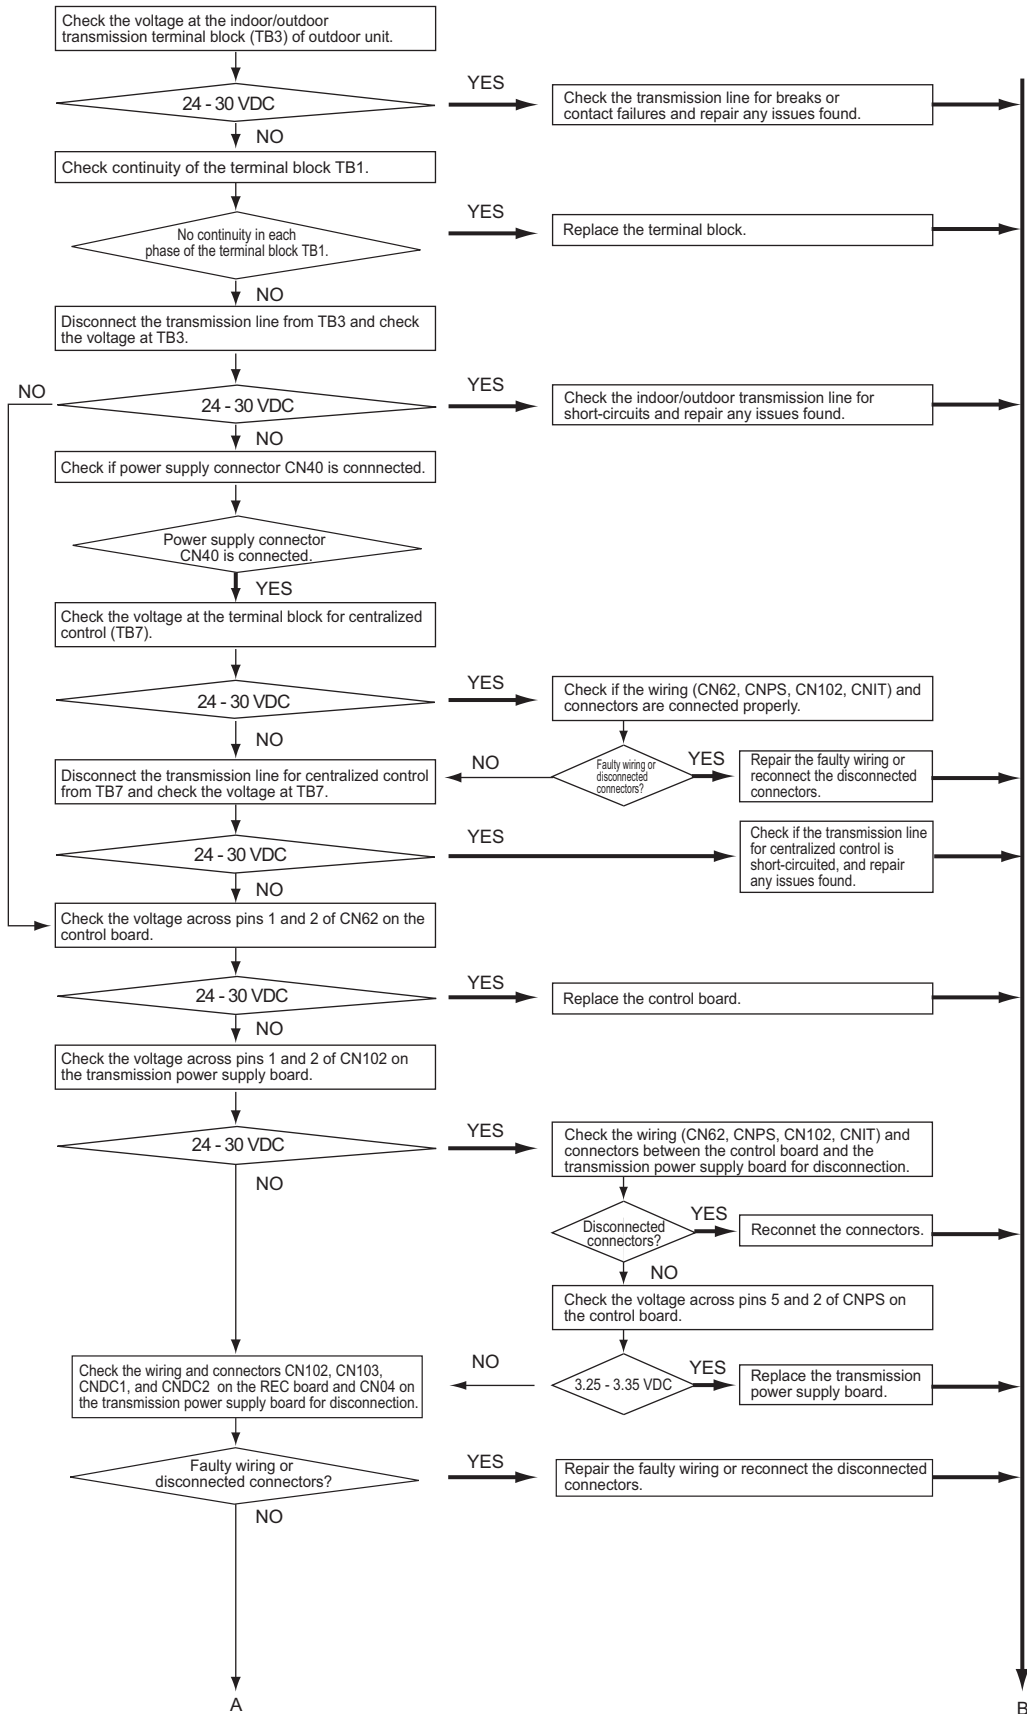 Check the voltage at the indoor/outdoor
transmission terminal block (TB3) of outdoor unit.
24 - 30 VDC
YES
Check the transmission line for breaks or
contact failures and repair any issues found.
NO
Check continuity of the terminal block TB1.
No continuity in each
phase of the terminal block TB1.
YES
Replace the terminal block.
NO
Disconnect the transmission line from TB3 and check
the voltage at TB3.
NO
24 - 30 VDC
YES
Check the indoor/outdoor transmission line for
short-circuits and repair any issues found.
NO
Check if power supply connector CN40 is connnected.
Power supply connector
CN40 is connected.
YES
Check the voltage at the terminal block for centralized
control (TB7).
24 - 30 VDC
YES
Check if the wiring (CN62, CNPS, CN102, CNIT) and
connectors are connected properly.
NO
Faulty wiring or
disconnected
connectors?
NO
YES
Repair the faulty wiring or
reconnect the disconnected
connectors.
Disconnect the transmission line for centralized control
from TB7 and check the voltage at TB7.
24 - 30 VDC
YES
Check if the transmission line
for centralized control is
short-circuited, and repair
any issues found.
NO
Check the voltage across pins 1 and 2 of CN62 on the
control board.
24 - 30 VDC
YES
Replace the control board.
NO
Check the voltage across pins 1 and 2 of CN102 on
the transmission power supply board.
24 - 30 VDC
YES
Check the wiring (CN62, CNPS, CN102, CNIT) and
connectors between the control board and the
transmission power supply board for disconnection.
NO
Disconnected
connectors?
YES
Reconnet the connectors.
NO
Check the voltage across pins 5 and 2 of CNPS on
the control board.
3.25 - 3.35 VDC
NO
YES
Replace the transmission
power supply board.
Check the wiring and connectors CN102, CN103,
CNDC1, and CNDC2 on the REC board and CN04 on
the transmission power supply board for disconnection.
Faulty wiring or
disconnected connectors?
YES
Repair the faulty wiring or reconnect the disconnected
connectors.
NO
A
B